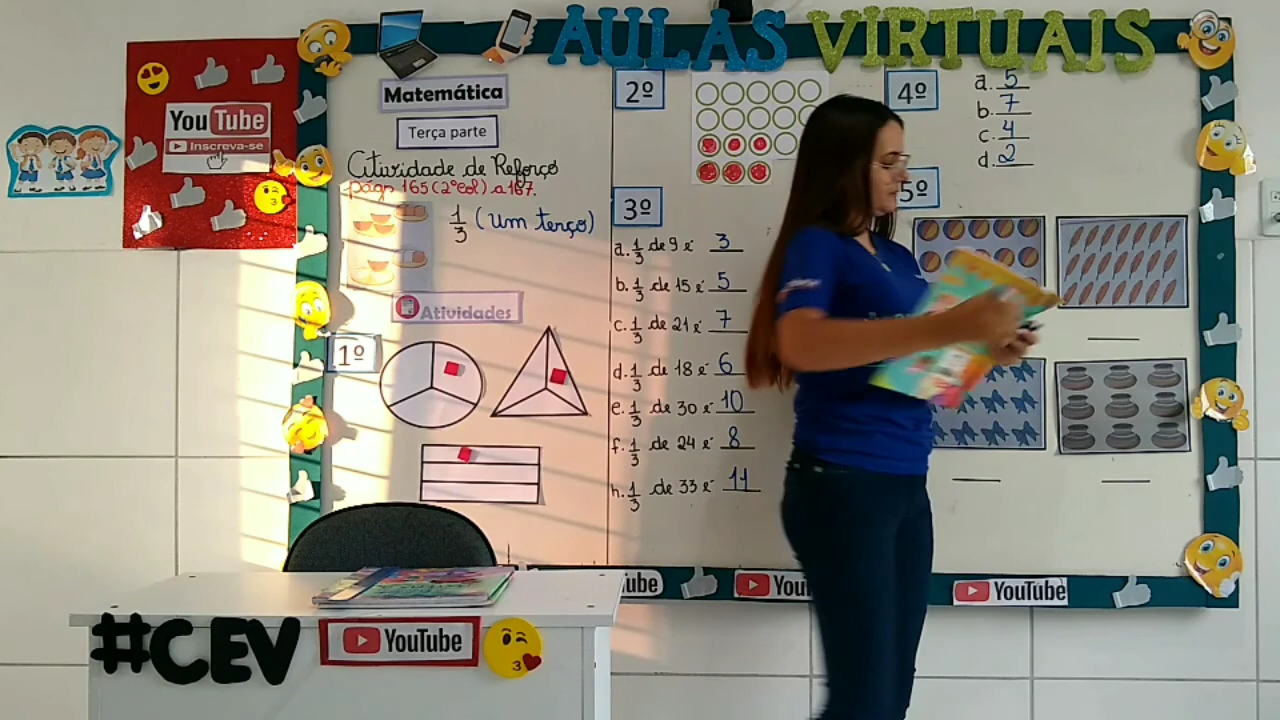 AULAS VIRTUAIS
YouTube
Inscreva-se
Matemática
Terça parte
Atividade de Reforço
pág. 165 (2ª col) a 167.
1/3 (Um terço)
Atividades
1º
2º
3º
a. 1/3 de 9 é 3
b. 1/3 de 15 é 5
c. 1/3 de 21 é 7
d. 1/3 de 18 é 6
e. 1/3 de 30 é 10
f. 1/3 de 24 é 8
h. 1/3 de 33 é 11
4º
a. 5
b. 7
c. 4
d. 2
5º
ube
YouTube
#CEV
YouTube